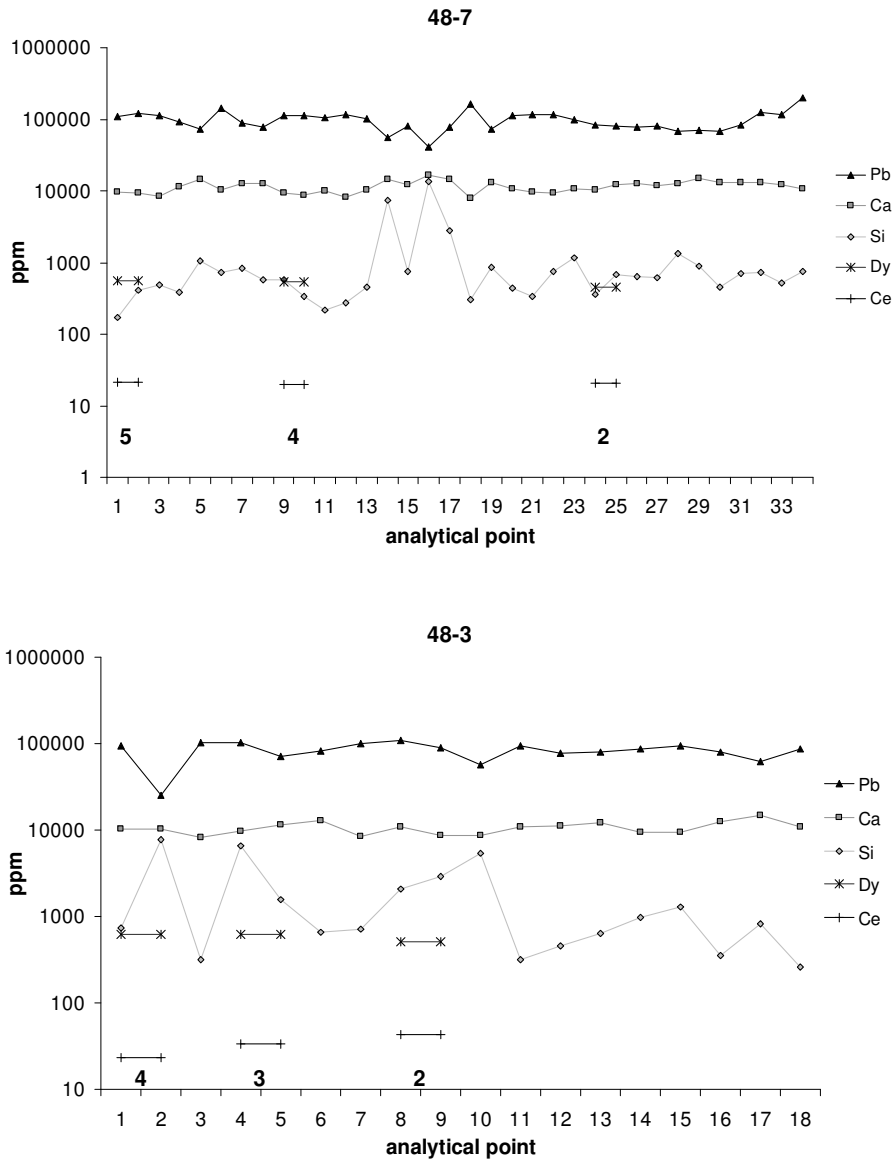 48-7
1000000
100000
10000
1000
100
10
1
ppm
5 4 2
1 3 5 7 9 11 13 15 17 19 21 23 25 27 29 31 33
analytical point
Pb
Ca
Si
Dy
Ce
48-3
1000000
100000
10000
1000
100
10
ppm
4 3 2
1 2 3 4 5 6 7 8 9 10 11 12 13 14 15 16 17 18
analytical point
Pb
Ca
Si
Dy
Ce